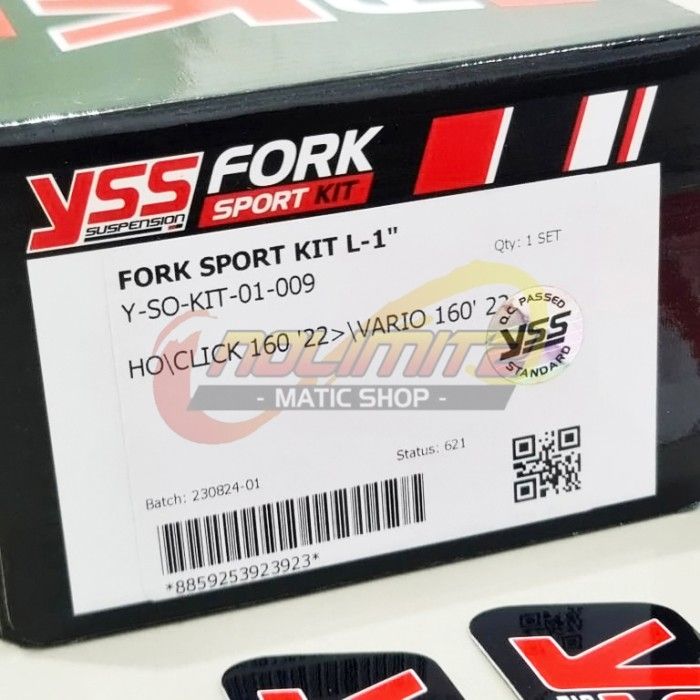 YSS FORK
SUSPENSION SPORT KIT
FORK SPORT KIT L-1"
Qty: 1 SET
Y-SO-KIT-01-009
HO\CLICK 160 '22>\VARIO 160' 22
Q.C PASSED
YSS
STANDARD
NOLIMITZ
- MATIC SHOP -
Batch: 230824-01
Status: 621
*8859253923923*